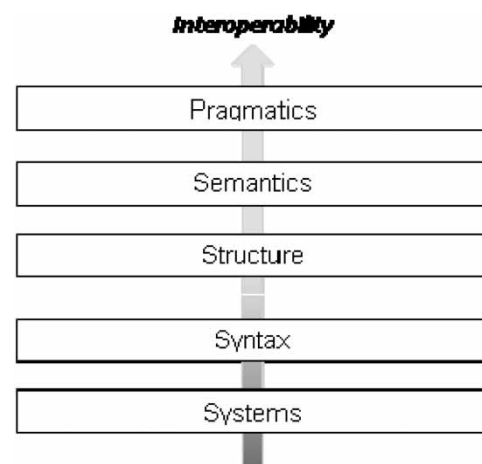 Interoperability
Pragmatics
Semantics
Structure
Syntax
Systems